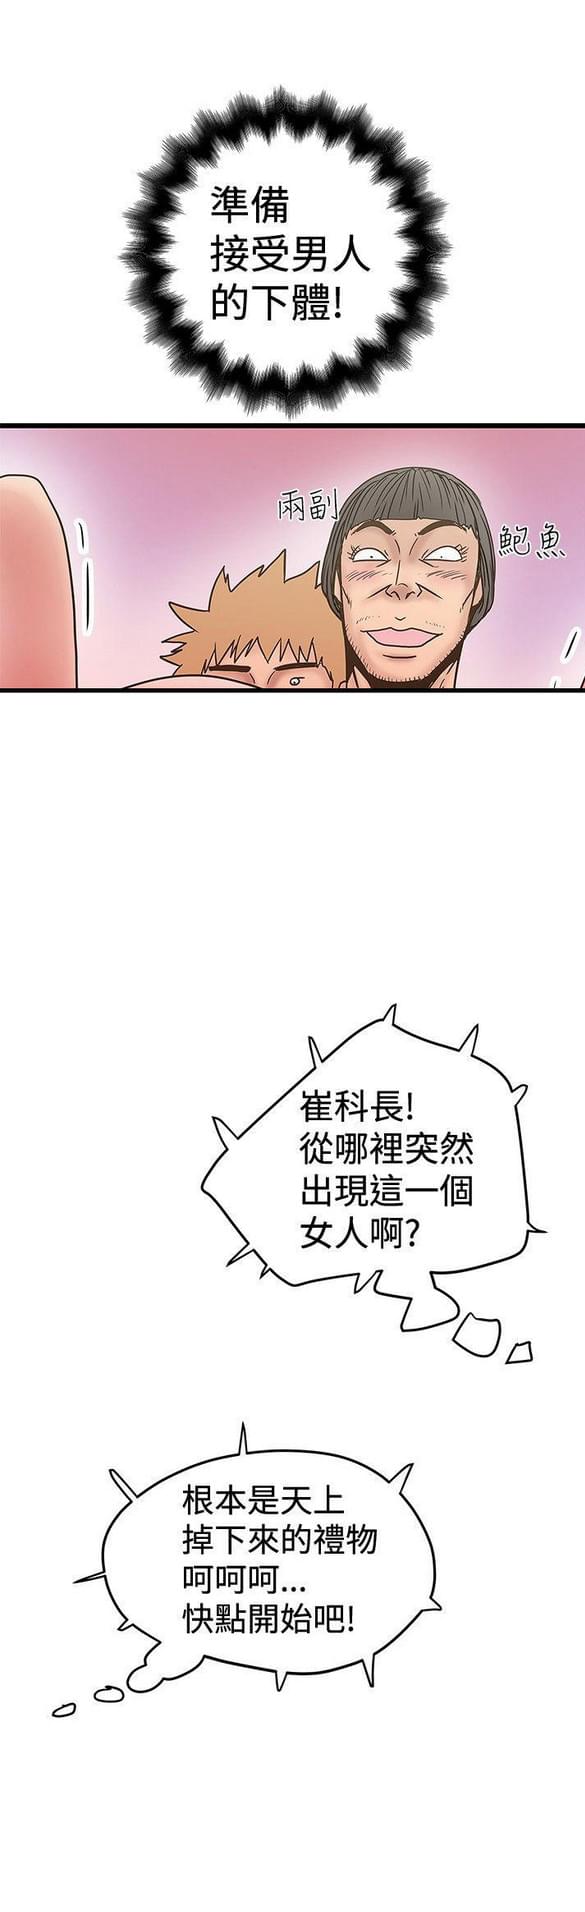 準備
接受男人
的下體!
兩副
鮑魚
崔科長!
從哪裡突然
出現這一個
女人啊?
根本是天上
掉下來的禮物
呵呵呵...
快點開始吧!